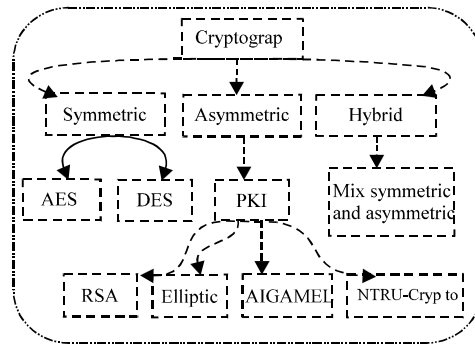 Cryptograp
Symmetric
Asymmetric
Hybrid
AES
DES
PKI
Mix symmetric
and asymmetric
RSA
Elliptic
AIGAMEL
NTRU-Cryp to